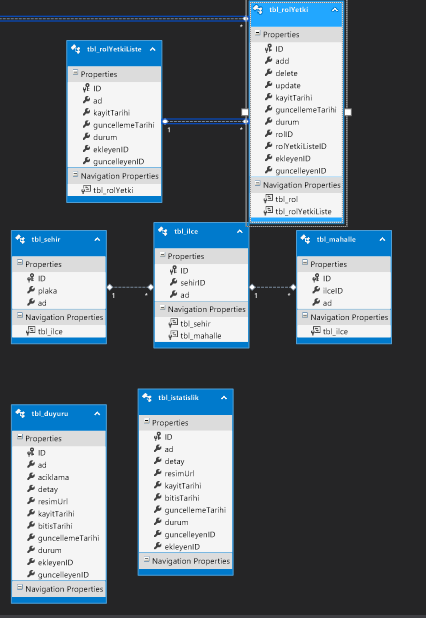 tbl_rolYetki
Properties
ID
add
delete
update
kayitTarihi
guncellemeTarihi
durum
rolID
rolYetkiListeID
ekleyenID
guncelleyenID
Navigation Properties
tbl_rol
tbl_rolYetkiListe
*
tbl_rolYetkiListe
Properties
ID
ad
kayitTarihi
guncellemeTarihi
durum
ekleyenID
guncelleyenID
Navigation Properties
tbl_rolYetki
1
*
tbl_sehir
Properties
ID
plaka
ad
Navigation Properties
tbl_ilce
1
*
tbl_ilce
Properties
ID
sehirID
ad
Navigation Properties
tbl_sehir
tbl_mahalle
1
*
tbl_mahalle
Properties
ID
ilceID
ad
Navigation Properties
tbl_ilce
tbl_duyuru
Properties
ID
ad
aciklama
detay
resimUrl
kayitTarihi
bitisTarihi
guncellemeTarihi
durum
ekleyenID
guncelleyenID
Navigation Properties
tbl_istatislik
Properties
ID
ad
detay
resimUrl
kayitTarihi
bitisTarihi
guncellemeTarihi
durum
guncelleyenID
ekleyenID
Navigation Properties